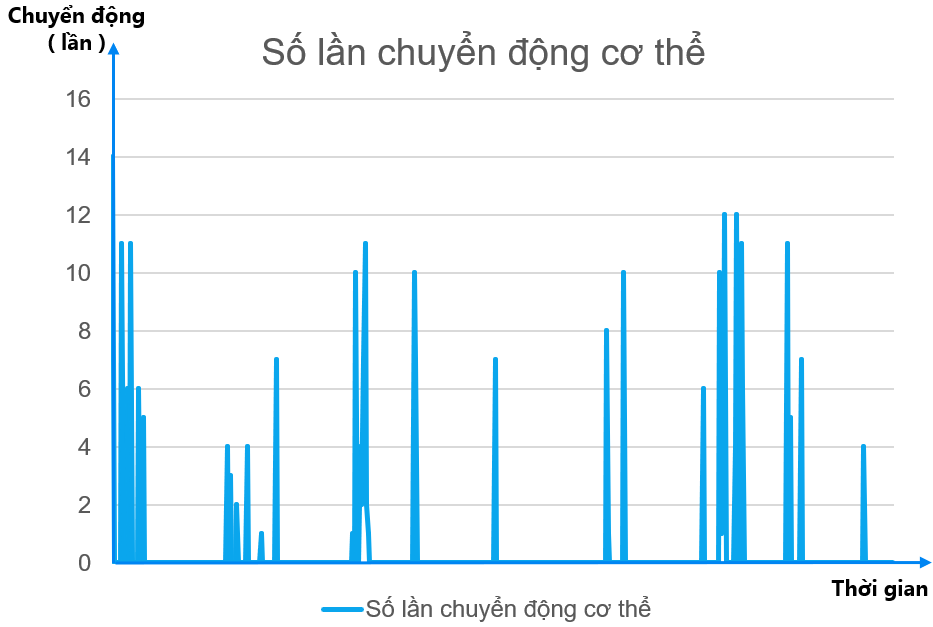 Chuyển động
( lần )
Số lần chuyển động cơ thể
16
14
12
10
8
6
4
2
0
Thời gian
Số lần chuyển động cơ thể